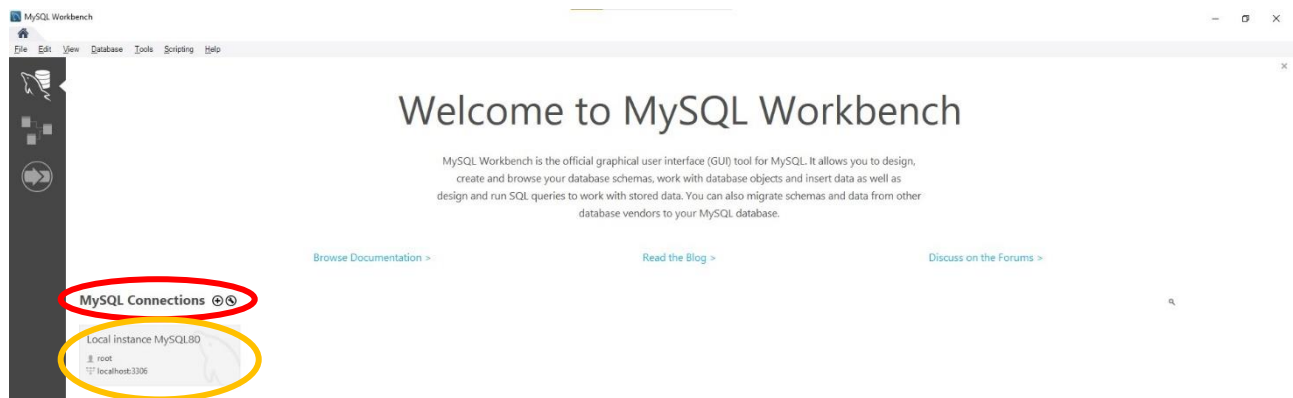 MySQL Workbench
File Edit View Database Tools Scripting Help
Welcome to MySQL Workbench
MySQL Workbench is the official graphical user interface (GUI) tool for MySQL. It allows you to design,
create and browse your database schemas, work with database objects and insert data as well as
design and run SQL queries to work with stored data. You can also migrate schemas and data from other
database vendors to your MySQL database.
Browse Documentation > Read the Blog > Discuss on the Forums >
MySQL Connections
Local instance MySQL80
root
localhost:3306